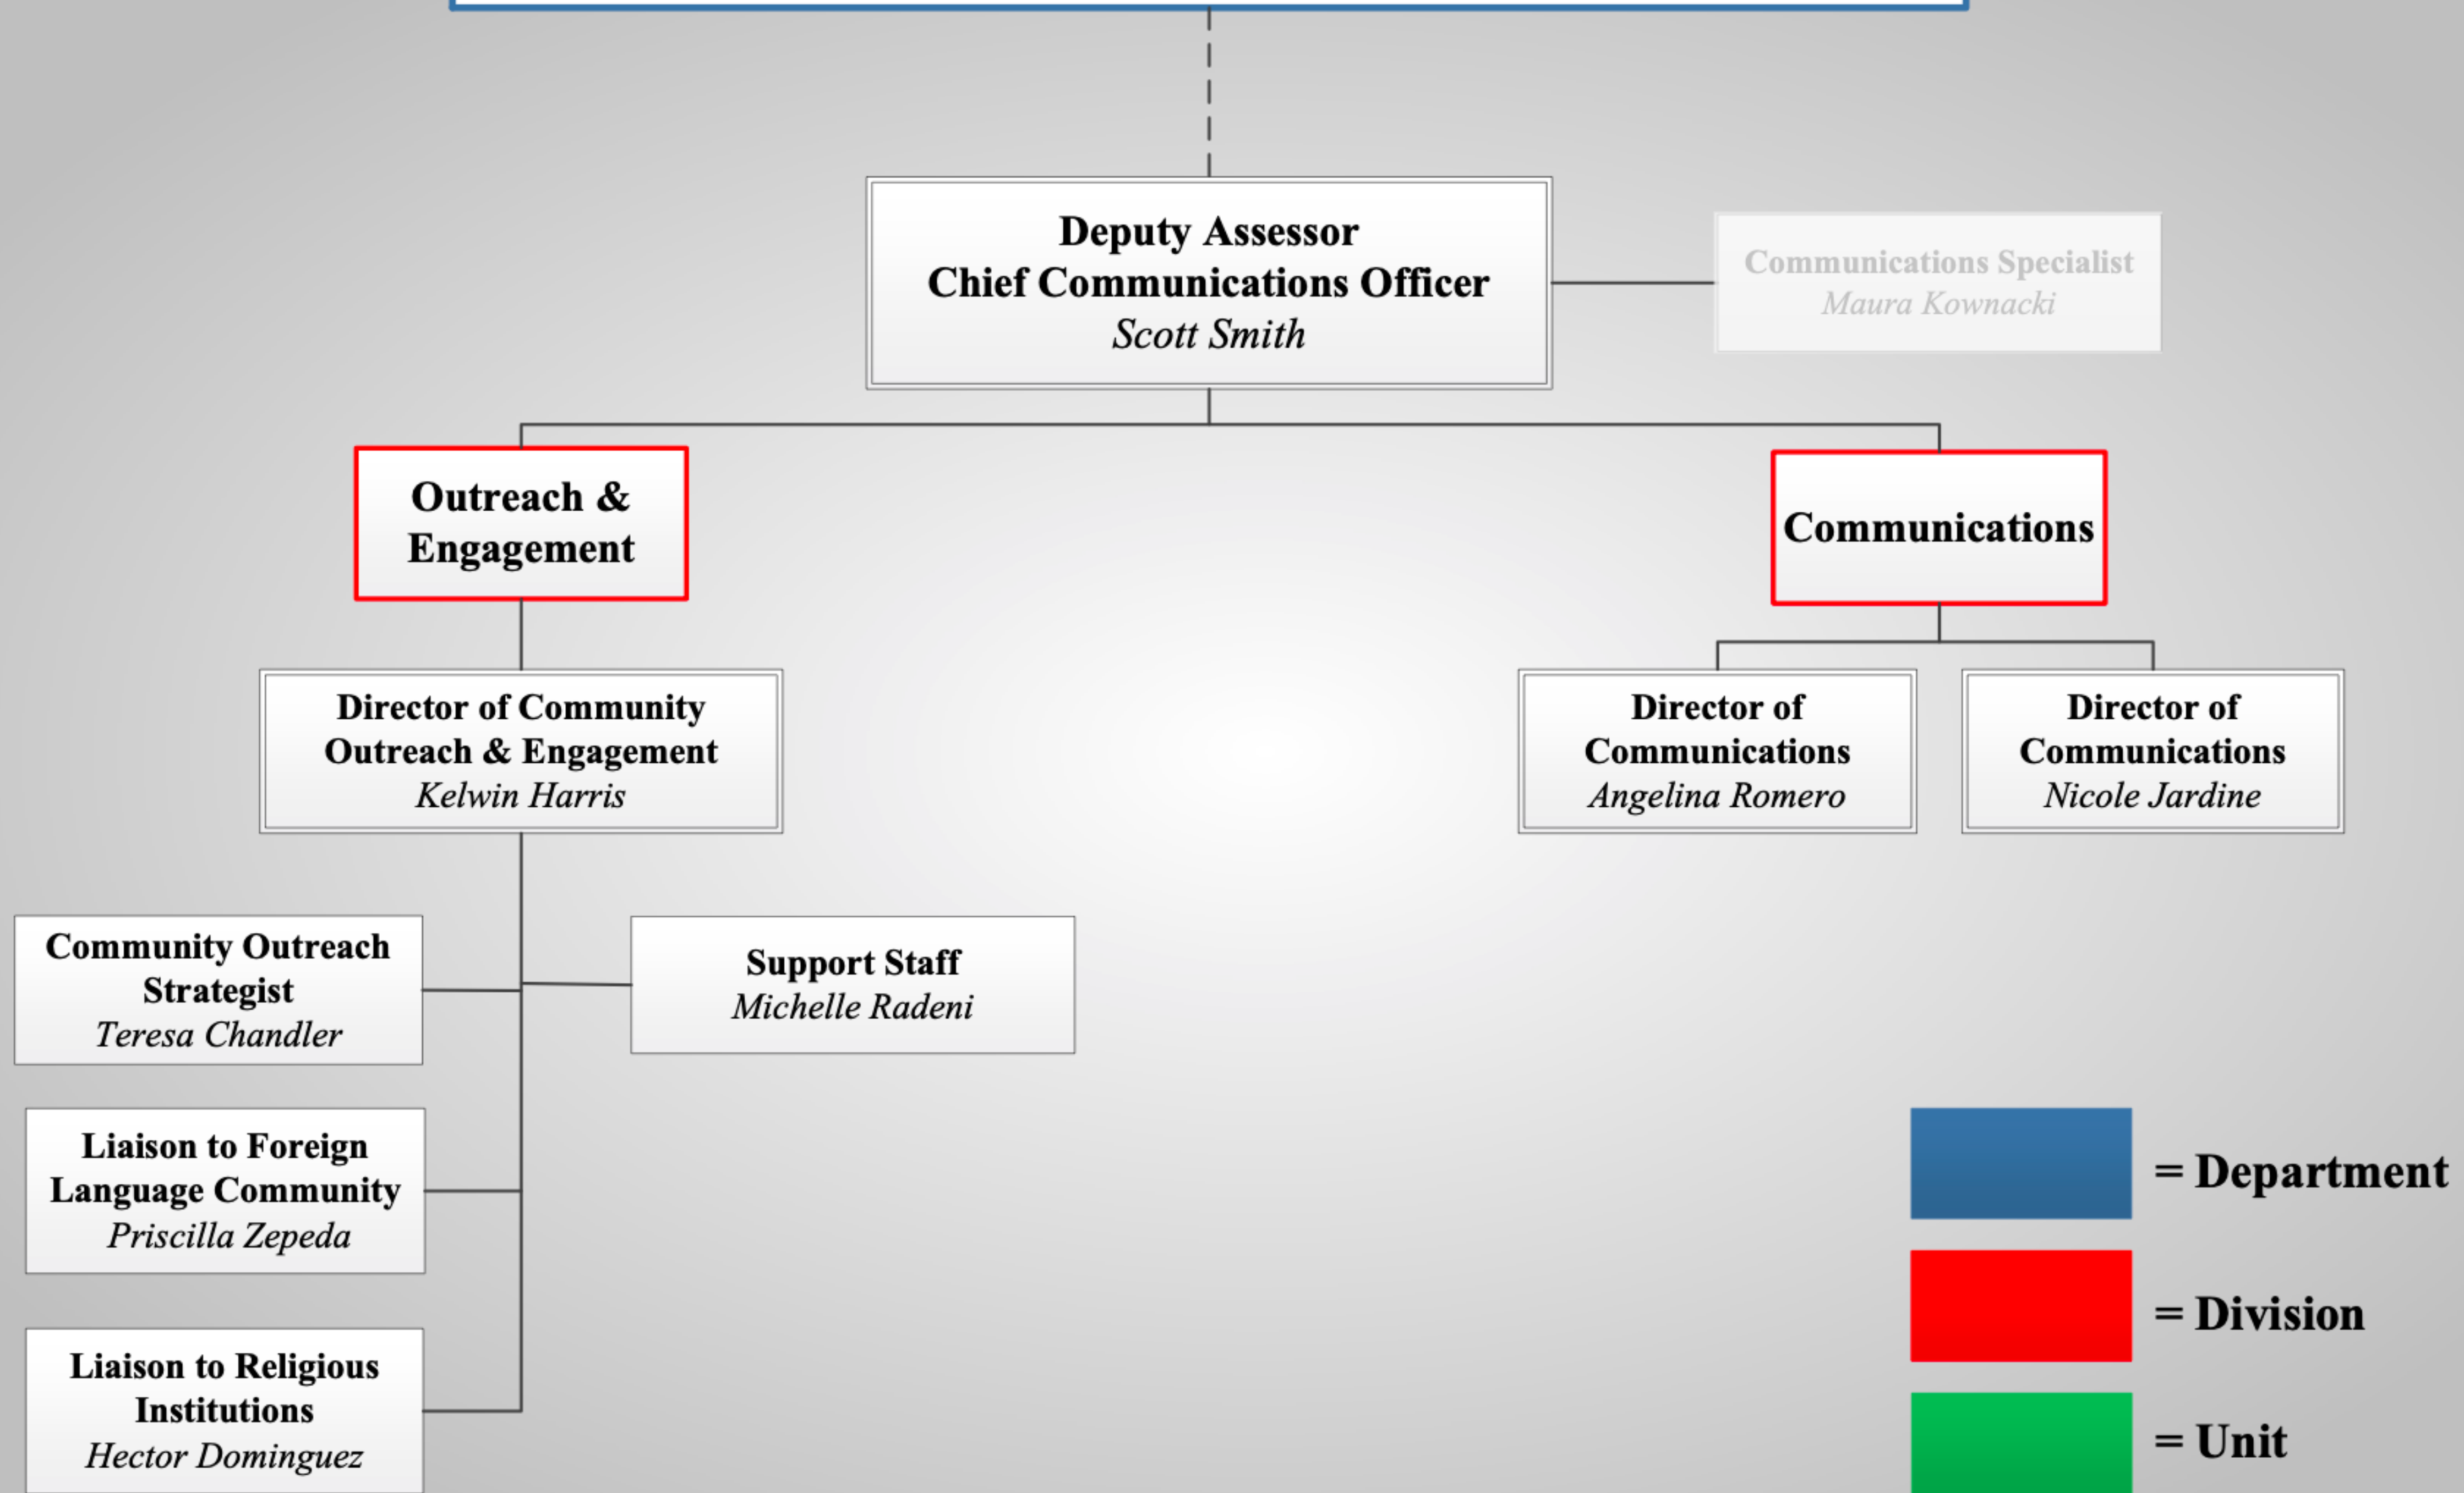 Deputy Assessor
Chief Communications Officer
Scott Smith
Communications Specialist
Maura Kownacki
Outreach &
Engagement
Communications
Director of Community
Outreach & Engagement
Kelwin Harris
Director of
Communications
Angelina Romero
Director of
Communications
Nicole Jardine
Community Outreach
Strategist
Teresa Chandler
Support Staff
Michelle Radeni
Liaison to Foreign
Language Community
Priscilla Zepeda
Liaison to Religious
Institutions
Hector Dominguez
= Department
= Division
= Unit